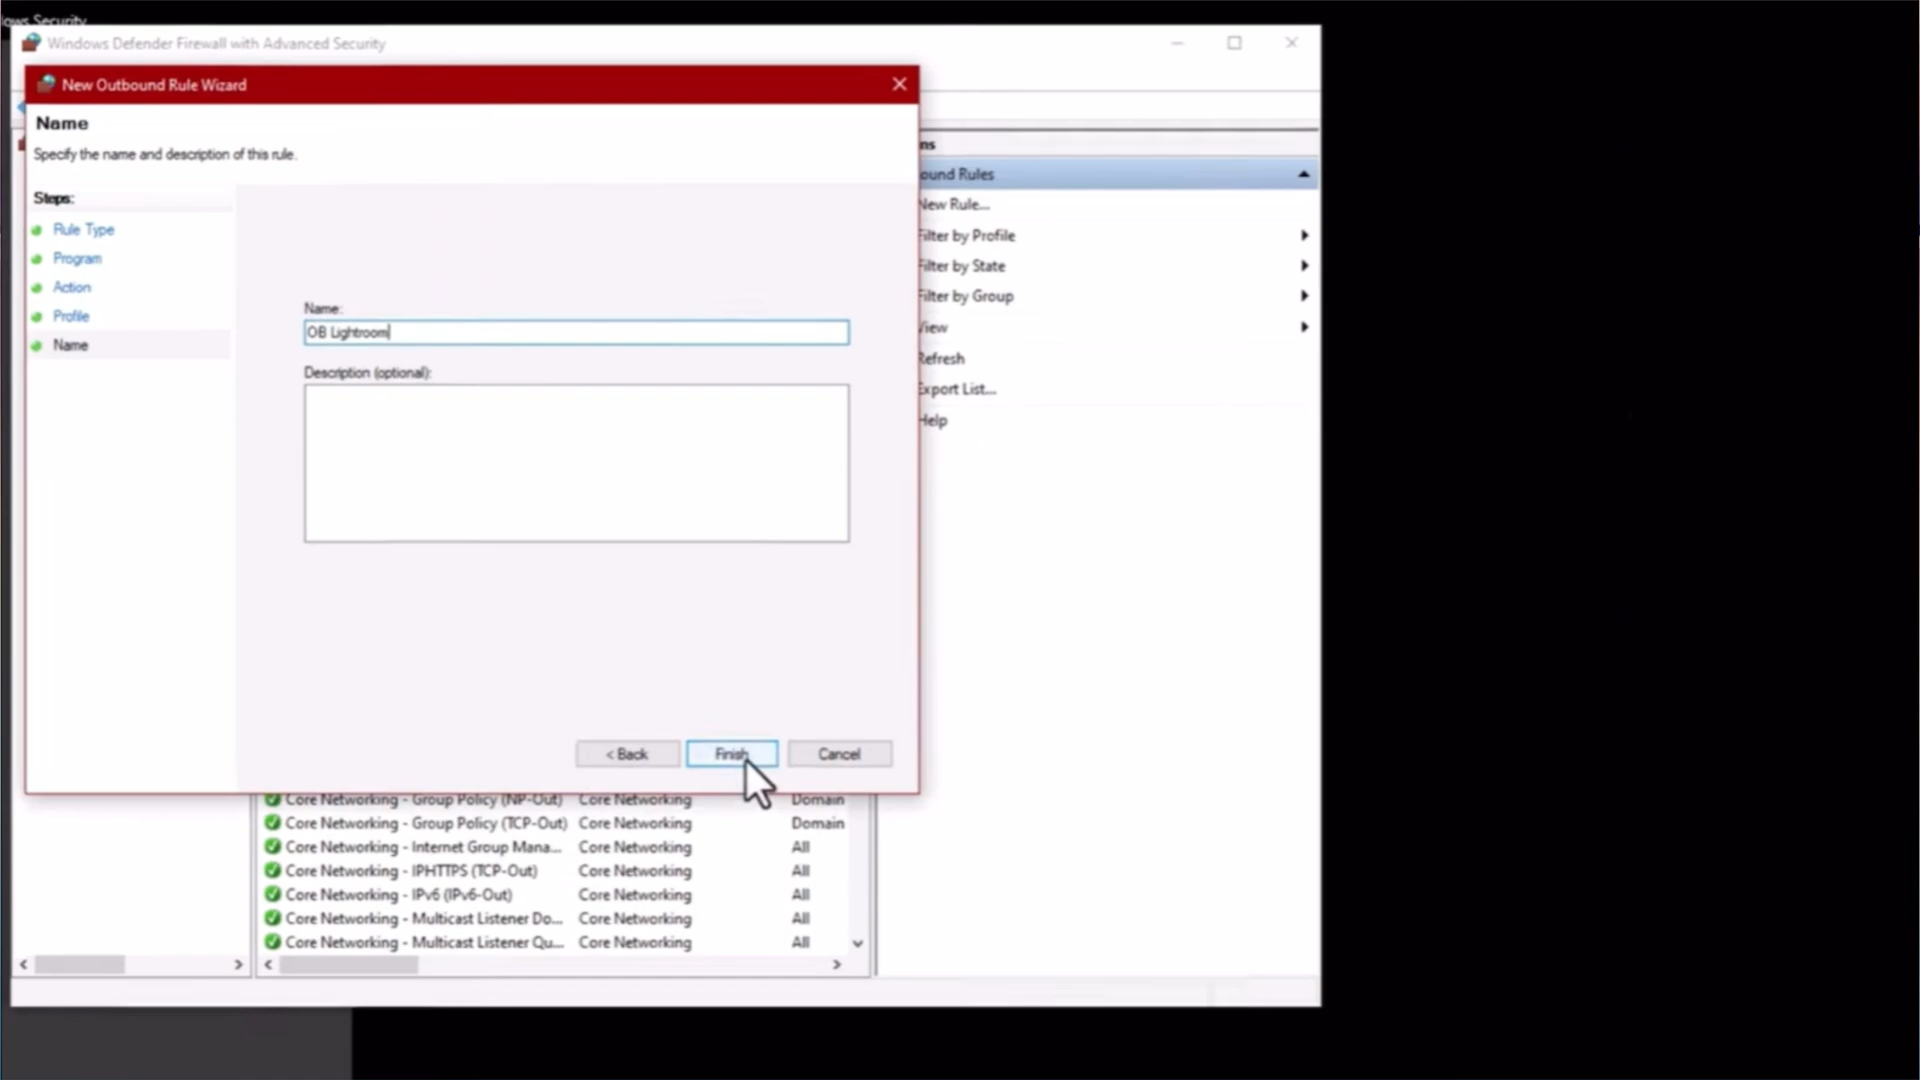 ows Security
Windows Defender Firewall with Advanced Security
New Outbound Rule Wizard
Name
Specify the name and description of this rule.
Steps:
Rule Type
Program
Action
Profile
Name
Name:
OB Lightroom
Description (optional):
< Back
Finish
Cancel
ns
ound Rules
New Rule...
Filter by Profile
Filter by State
Filter by Group
View
Refresh
Export List...
Help
Core Networking - Group Policy (NP-Out) Core Networking Domain
Core Networking - Group Policy (TCP-Out) Core Networking Domain
Core Networking - Internet Group Mana... Core Networking All
Core Networking - IPHTTPS (TCP-Out) Core Networking All
Core Networking - IPv6 (IPv6-Out) Core Networking All
Core Networking - Multicast Listener Do... Core Networking All
Core Networking - Multicast Listener Qu... Core Networking All